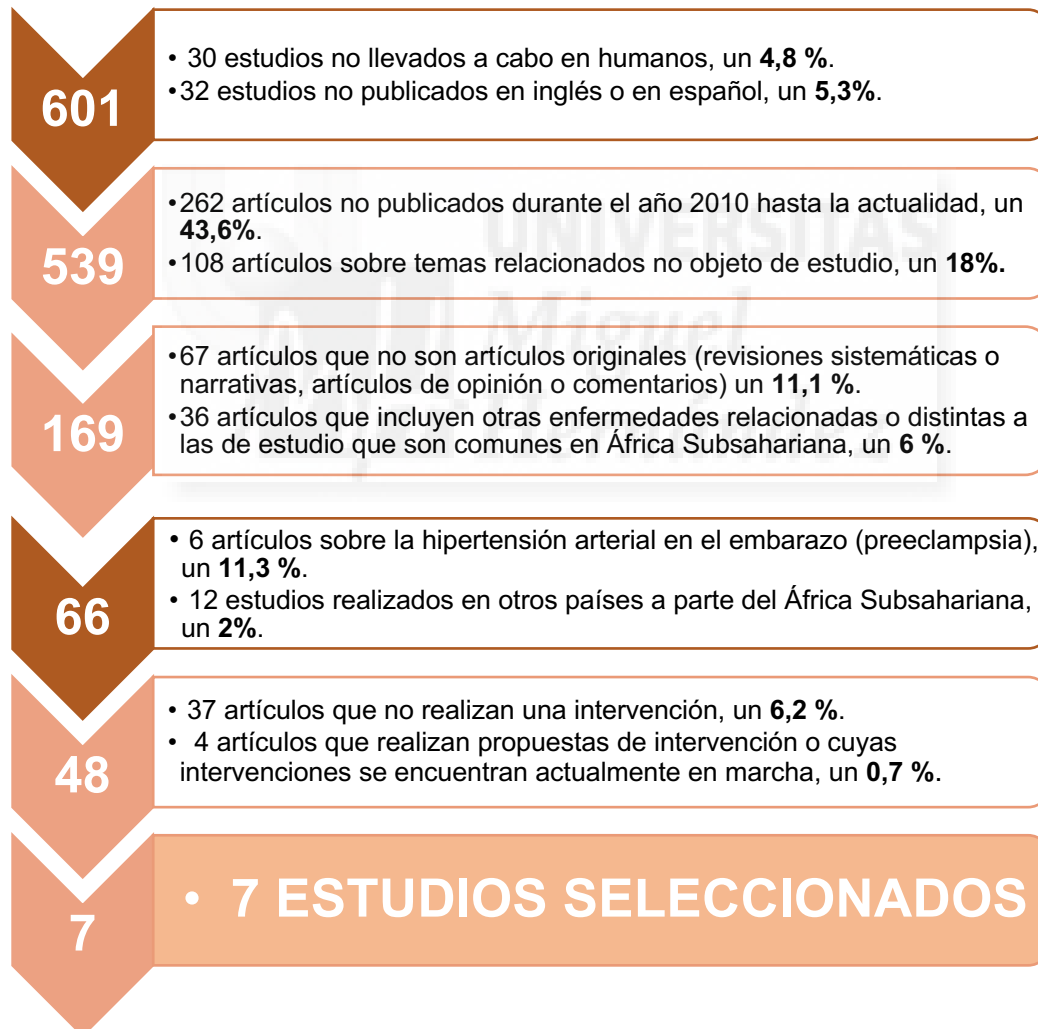 601
• 30 estudios no llevados a cabo en humanos, un 4,8 %.
•32 estudios no publicados en inglés o en español, un 5,3%.
539
•262 artículos no publicados durante el año 2010 hasta la actualidad, un
43,6%.
•108 artículos sobre temas relacionados no objeto de estudio, un 18%.
169
•67 artículos que no son artículos originales (revisiones sistemáticas o
narrativas, artículos de opinión o comentarios) un 11,1 %.
•36 artículos que incluyen otras enfermedades relacionadas o distintas a
las de estudio que son comunes en África Subsahariana, un 6 %.
66
• 6 artículos sobre la hipertensión arterial en el embarazo (preeclampsia),
un 11,3 %.
• 12 estudios realizados en otros países a parte del África Subsahariana,
un 2%.
48
• 37 artículos que no realizan una intervención, un 6,2 %.
• 4 artículos que realizan propuestas de intervención o cuyas
intervenciones se encuentran actualmente en marcha, un 0,7 %.
7
• 7 ESTUDIOS SELECCIONADOS
UNIVERSITAS
Miguel
Hernández